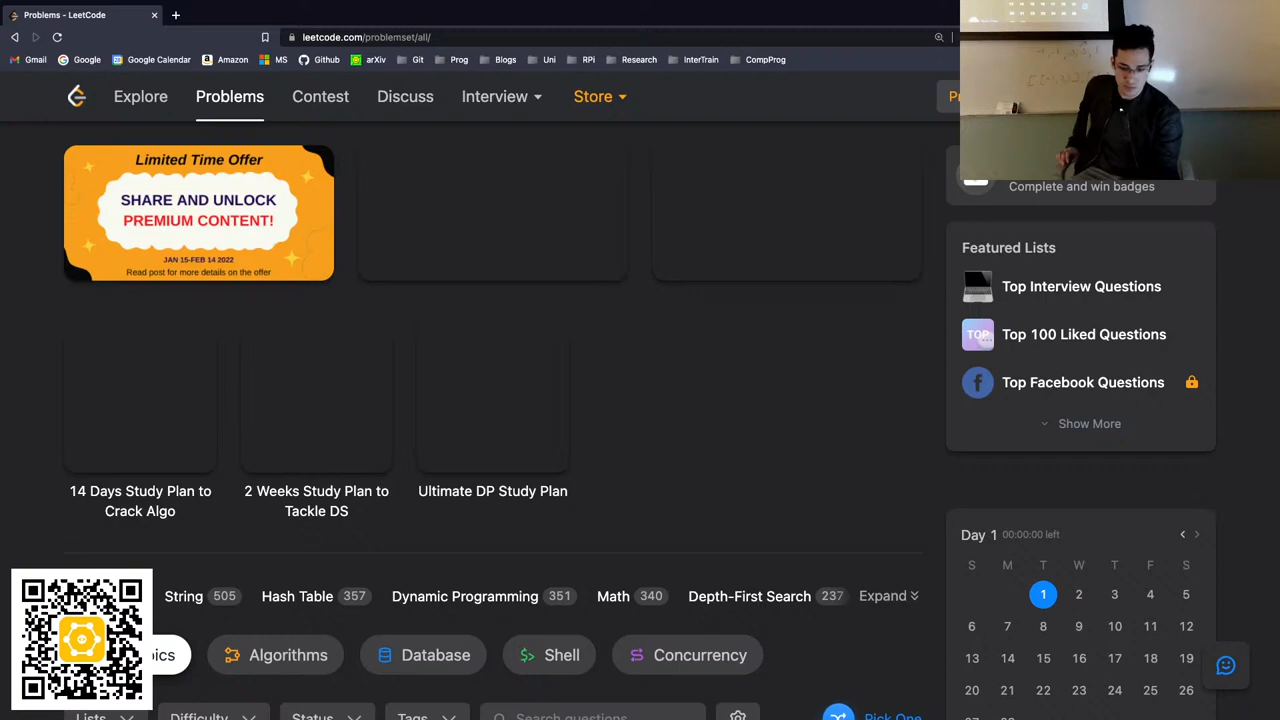 Problems - LeetCode
leetcode.com/problemset/all/
Gmail
Google
Google Calendar
Amazon
MS
Github
arXiv
Git
Prog
Blogs
Uni
RPi
Research
InterTrain
CompProg
Explore
Problems
Contest
Discuss
Interview
Store
Limited Time Offer
SHARE AND UNLOCK
PREMIUM CONTENT!
JAN 15-FEB 14 2022
Read post for more details on the offer
Complete and win badges
Featured Lists
Top Interview Questions
TOP
Top 100 Liked Questions
Top Facebook Questions
Show More
14 Days Study Plan to
Crack Algo
2 Weeks Study Plan to
Tackle DS
Ultimate DP Study Plan
Day 1 00:00:00 left
S M T W T F S
1 2 3 4 5
6 7 8 9 10 11 12
13 14 15 16 17 18 19
20 21 22 23 24 25 26
String 505
Hash Table 357
Dynamic Programming 351
Math 340
Depth-First Search 237
Expand
Algorithms
Database
Shell
Concurrency
Lists
Difficulty
Status
Tags
Search questions
Pick One